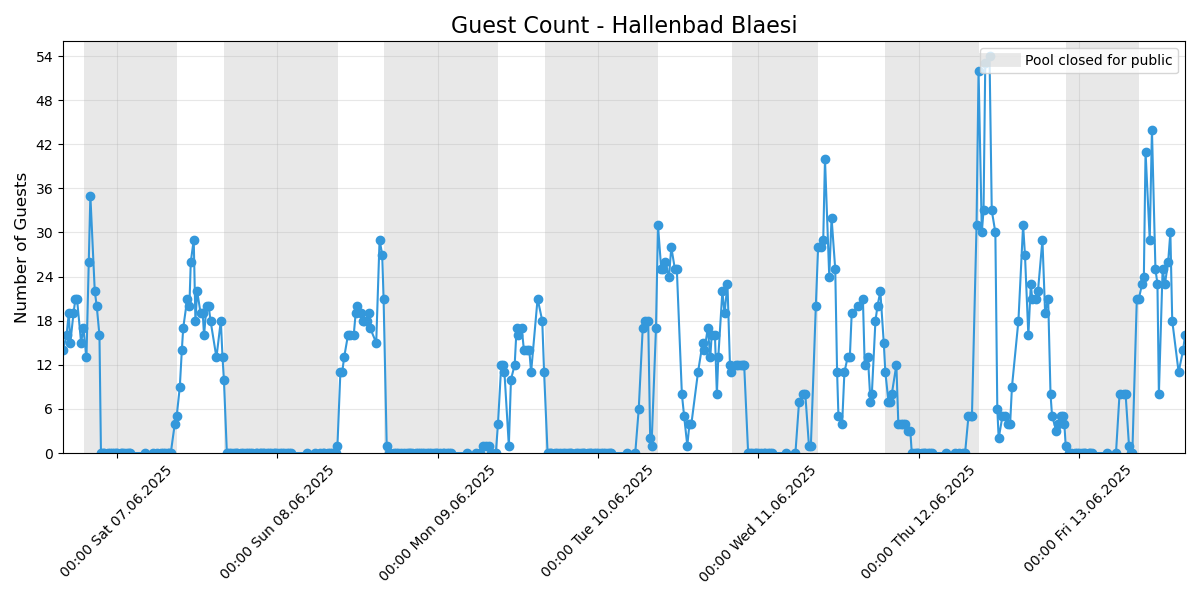 Guest Count - Hallenbad Blaesi
Pool closed for public
Number of Guests
54
48
42
36
30
24
18
12
6
0
00:00 Sat 07.06.2025
00:00 Sun 08.06.2025
00:00 Mon 09.06.2025
00:00 Tue 10.06.2025
00:00 Wed 11.06.2025
00:00 Thu 12.06.2025
00:00 Fri 13.06.2025